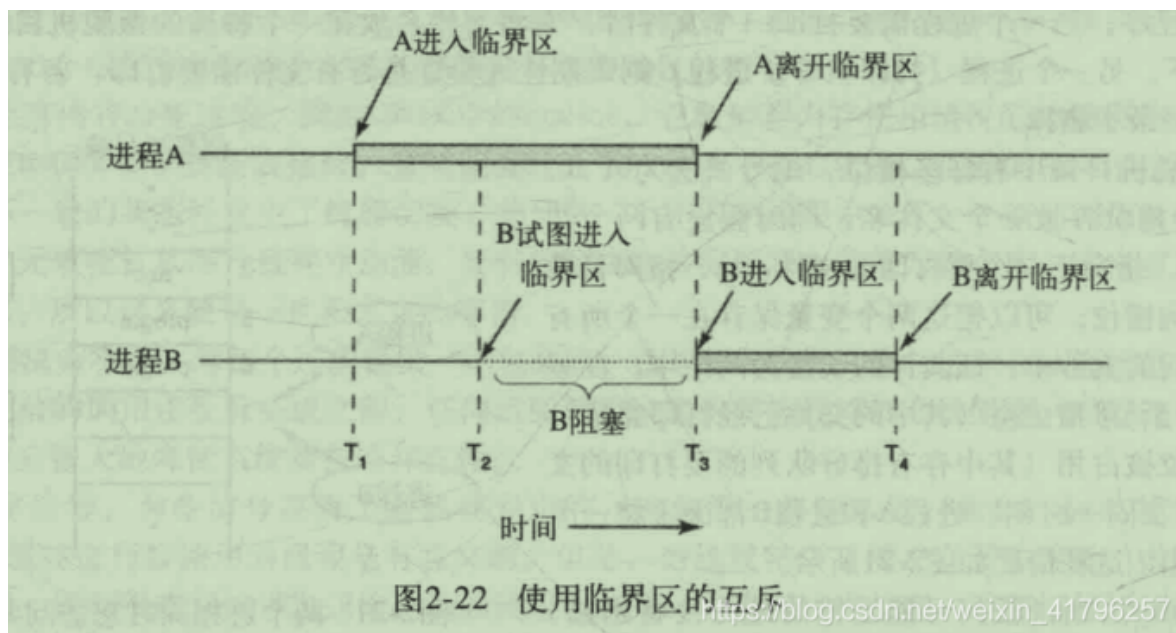 A进入临界区
A离开临界区
进程A
B试图进入
临界区
B进入临界区
B离开临界区
进程B
B阻塞
T₁
T₂
T₃
T₄
时间
图2-22 使用临界区的互斥
https://blog.csdn.net/weixin_41796257